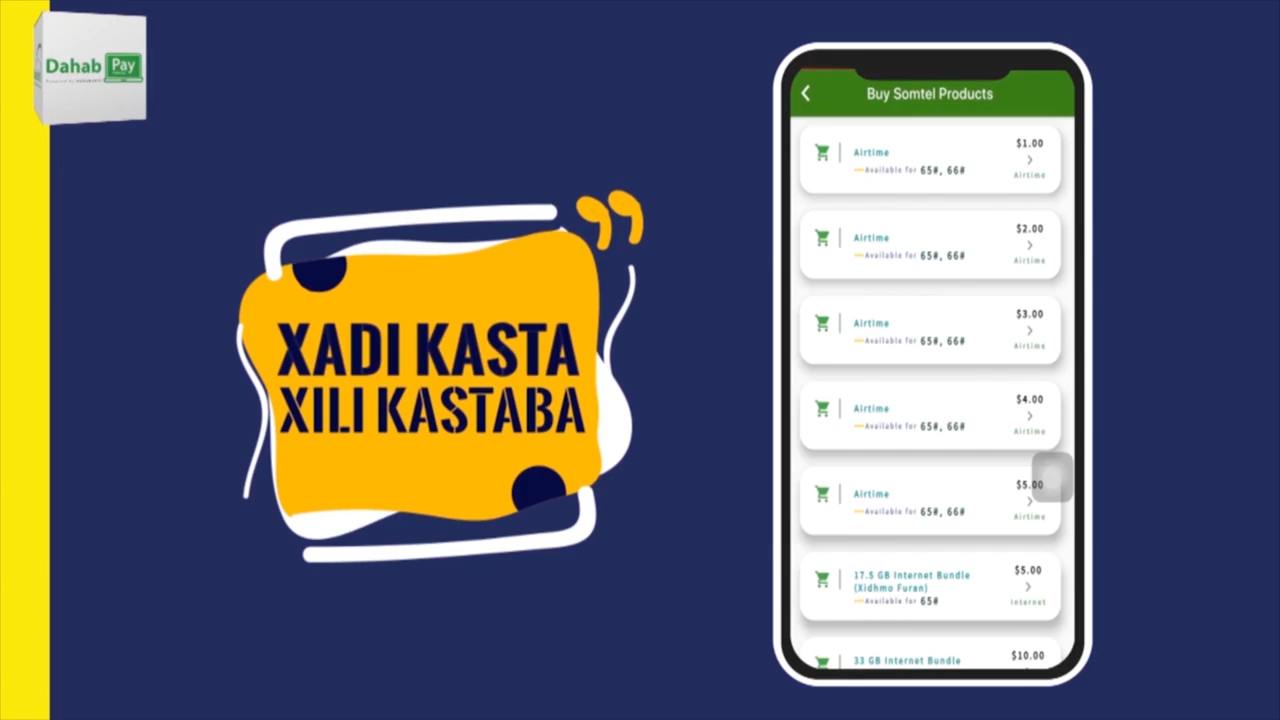 Dahab Pay
XADI KASTA
XILI KASTABA
Buy Somtel Products
Airtime
Available for 65#, 66#
$1.00
Airtime
Airtime
Available for 65#, 66#
$2.00
Airtime
Airtime
Available for 65#, 66#
$3.00
Airtime
Airtime
Available for 65#, 66#
$4.00
Airtime
Airtime
Available for 65#, 66#
$5.00
Airtime
17.5 GB Internet Bundle
(Xidhmo Furan)
Available for 65#
$5.00
Internet
33 GB Internet Bundle
$10.00